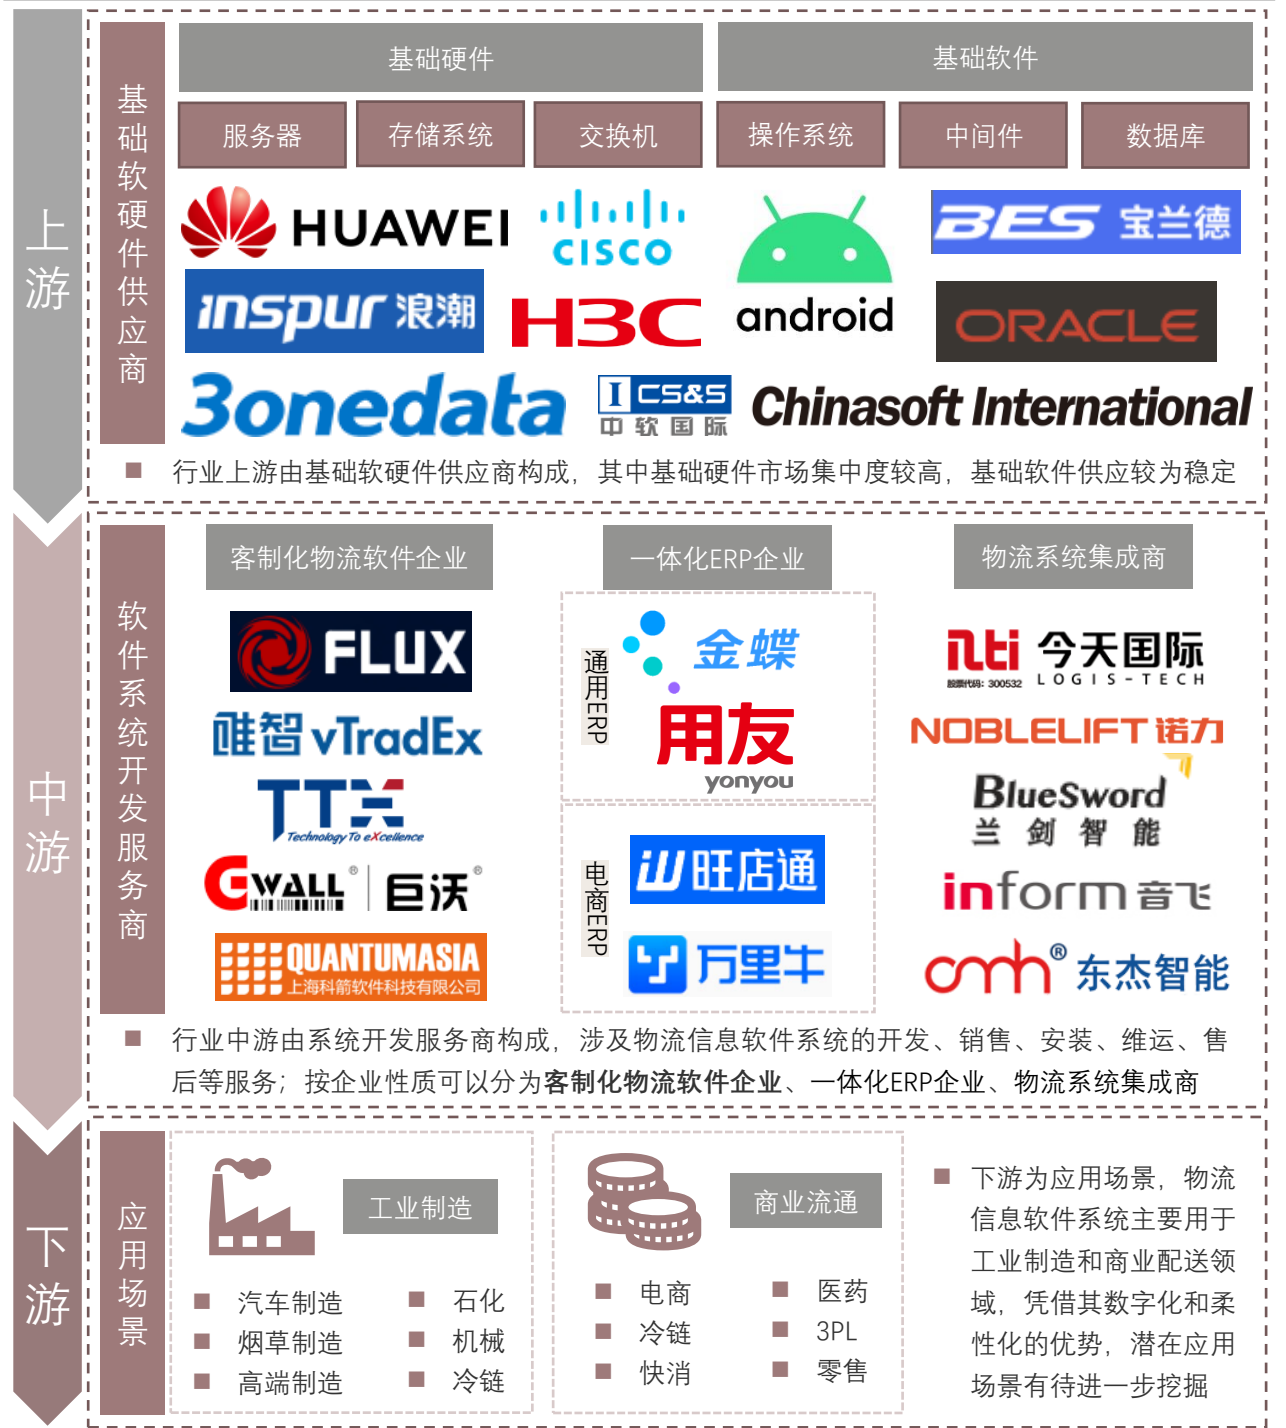 上游
基础软硬件供应商
基础硬件
基础软件
服务器
存储系统
交换机
操作系统
中间件
数据库
HUAWEI
CISCO
android
BES 宝兰德
inspur 浪潮
H3C
ORACLE
3onedata
I CS&S
中软国际
Chinasoft International
行业上游由基础软硬件供应商构成，其中基础硬件市场集中度较高，基础软件供应较为稳定
中游
软件系统开发服务商
客制化物流软件企业
一体化ERP企业
物流系统集成商
FLUX
唯智 vTradEx
TTX
Technology To eXcellence
GWALL® 巨沃®
QUANTUMASIA
上海科箭软件科技有限公司
通用ERP
金蝶
用友
yonyou
电商ERP
旺店通
万里牛
今天国际
股票代码：300532
LOGIS-TECH
NOBLELIFT 诺力
BlueSword
兰剑智能
inform 音飞
omh® 东杰智能
行业中游由系统开发服务商构成，涉及物流信息软件系统的开发、销售、安装、维运、售
后等服务；按企业性质可以分为客制化物流软件企业、一体化ERP企业、物流系统集成商
下游
应用场景
工业制造
汽车制造
烟草制造
高端制造
石化
机械
冷链
商业流通
电商
冷链
快消
医药
3PL
零售
下游为应用场景，物流
信息软件系统主要用于
工业制造和商业配送领
域，凭借其数字化和柔
性化的优势，潜在应用
场景有待进一步挖掘